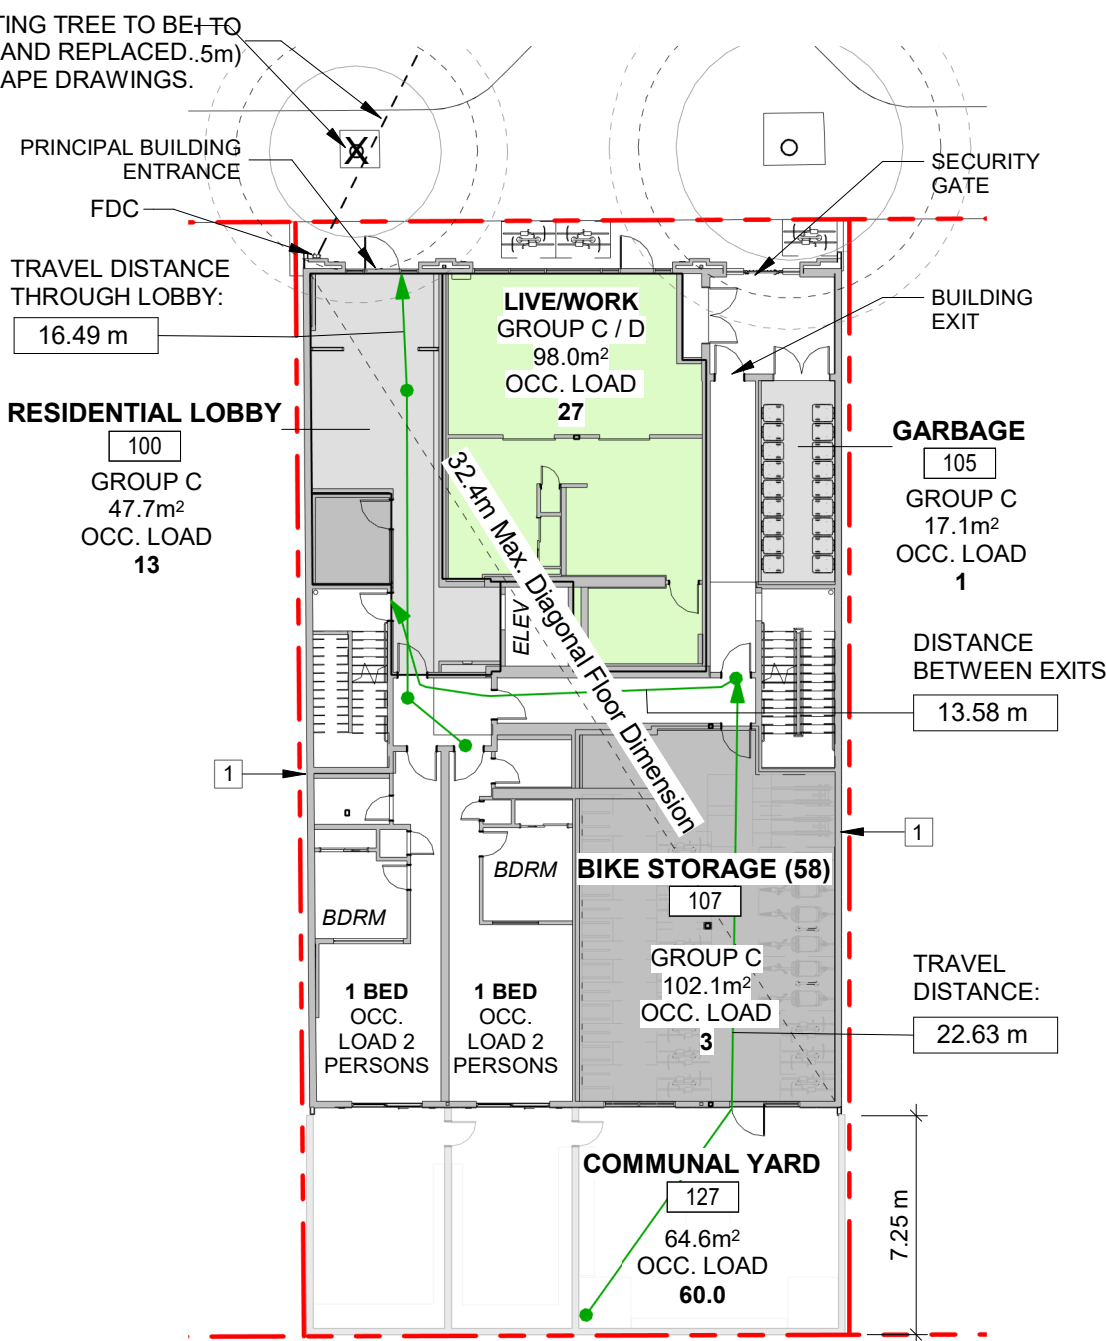 TING TREE TO BE
1 TO
AND REPLACED.
.5m)
APE DRAWINGS.
PRINCIPAL BUILDING
ENTRANCE
SECURITY
GATE
FDC
TRAVEL DISTANCE
THROUGH LOBBY:
16.49 m
BUILDING
EXIT
LIVE/WORK
GROUP C / D
98.0m²
OCC. LOAD
27
RESIDENTIAL LOBBY
100
GROUP C
47.7m²
OCC. LOAD
13
GARBAGE
105
GROUP C
17.1m²
OCC. LOAD
1
32.4m Max. Diagonal Floor Dimension
ELEV
DISTANCE
BETWEEN EXITS
13.58 m
1
1
BDRM
BDRM
BIKE STORAGE (58)
107
GROUP C
102.1m²
OCC. LOAD
3
1 BED
OCC.
LOAD 2
PERSONS
1 BED
OCC.
LOAD 2
PERSONS
TRAVEL
DISTANCE:
22.63 m
COMMUNAL YARD
127
64.6m²
OCC. LOAD
60.0
7.25 m